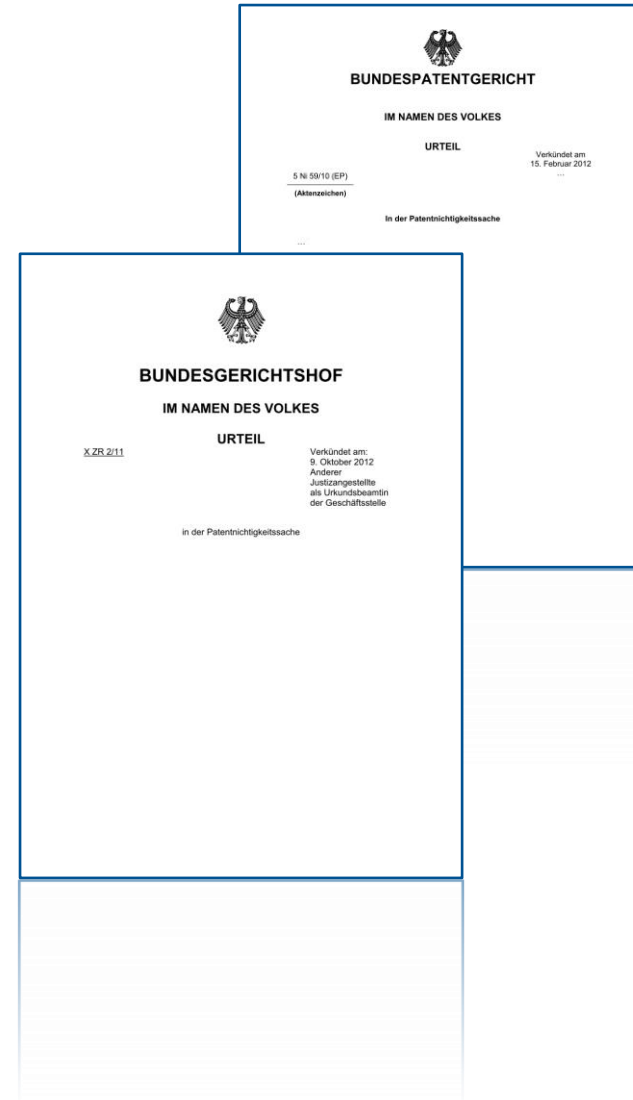 BUNDESPATENTGERICHT
IM NAMEN DES VOLKES
URTEIL
Verkündet am
15. Februar 2012
…
5 Ni 59/10 (EP)
(Aktenzeichen)
In der Patentnichtigkeitssache
…
BUNDESGERICHTSHOF
IM NAMEN DES VOLKES
URTEIL
X ZR 2/11
Verkündet am:
9. Oktober 2012
Anderer
Justizangestellte
als Urkundsbeamtin
der Geschäftsstelle
in der Patentnichtigkeitssache